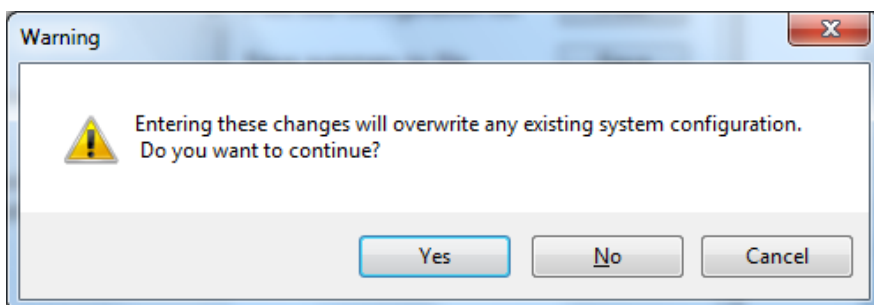 Warning
Entering these changes will overwrite any existing system configuration.
Do you want to continue?
Yes
No
Cancel